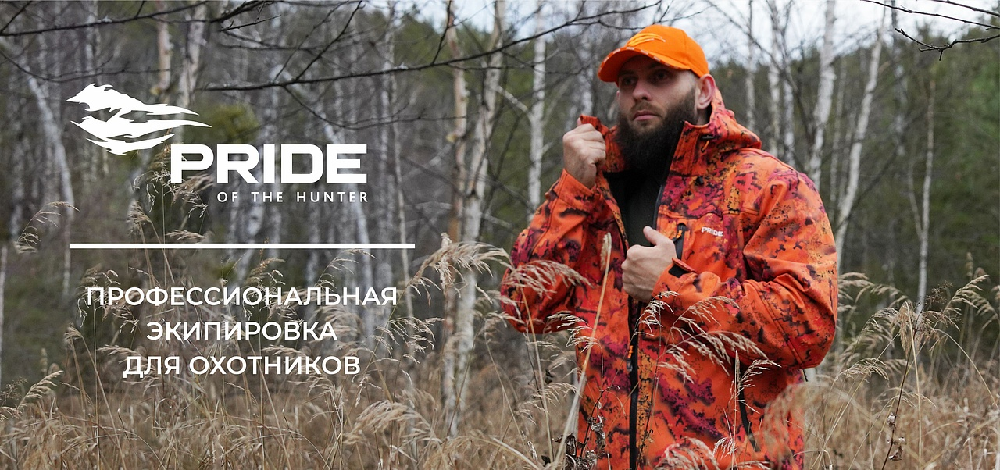 PRIDE
OF THE HUNTER
ПРОФЕССИОНАЛЬНАЯ
ЭКИПИРОВКА
ДЛЯ ОХОТНИКОВ
PRIDE